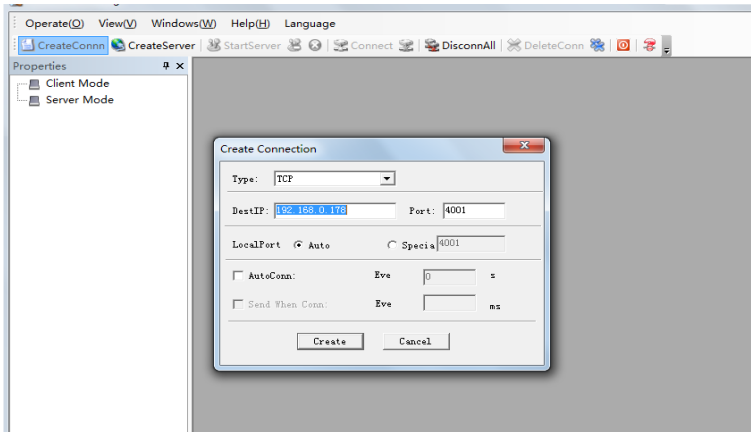 Operate(O) View(V) Windows(W) Help(H) Language
CreateConnn CreateServer StartServer Connect DisconnAll DeleteConn
Properties
Client Mode
Server Mode
Create Connection
Type: TCP
DestIP: 192.168.0.178 Port: 4001
LocalPort Auto Specia 4001
AutoConn: Eve 0 s
Send When Conn: Eve ms
Create Cancel